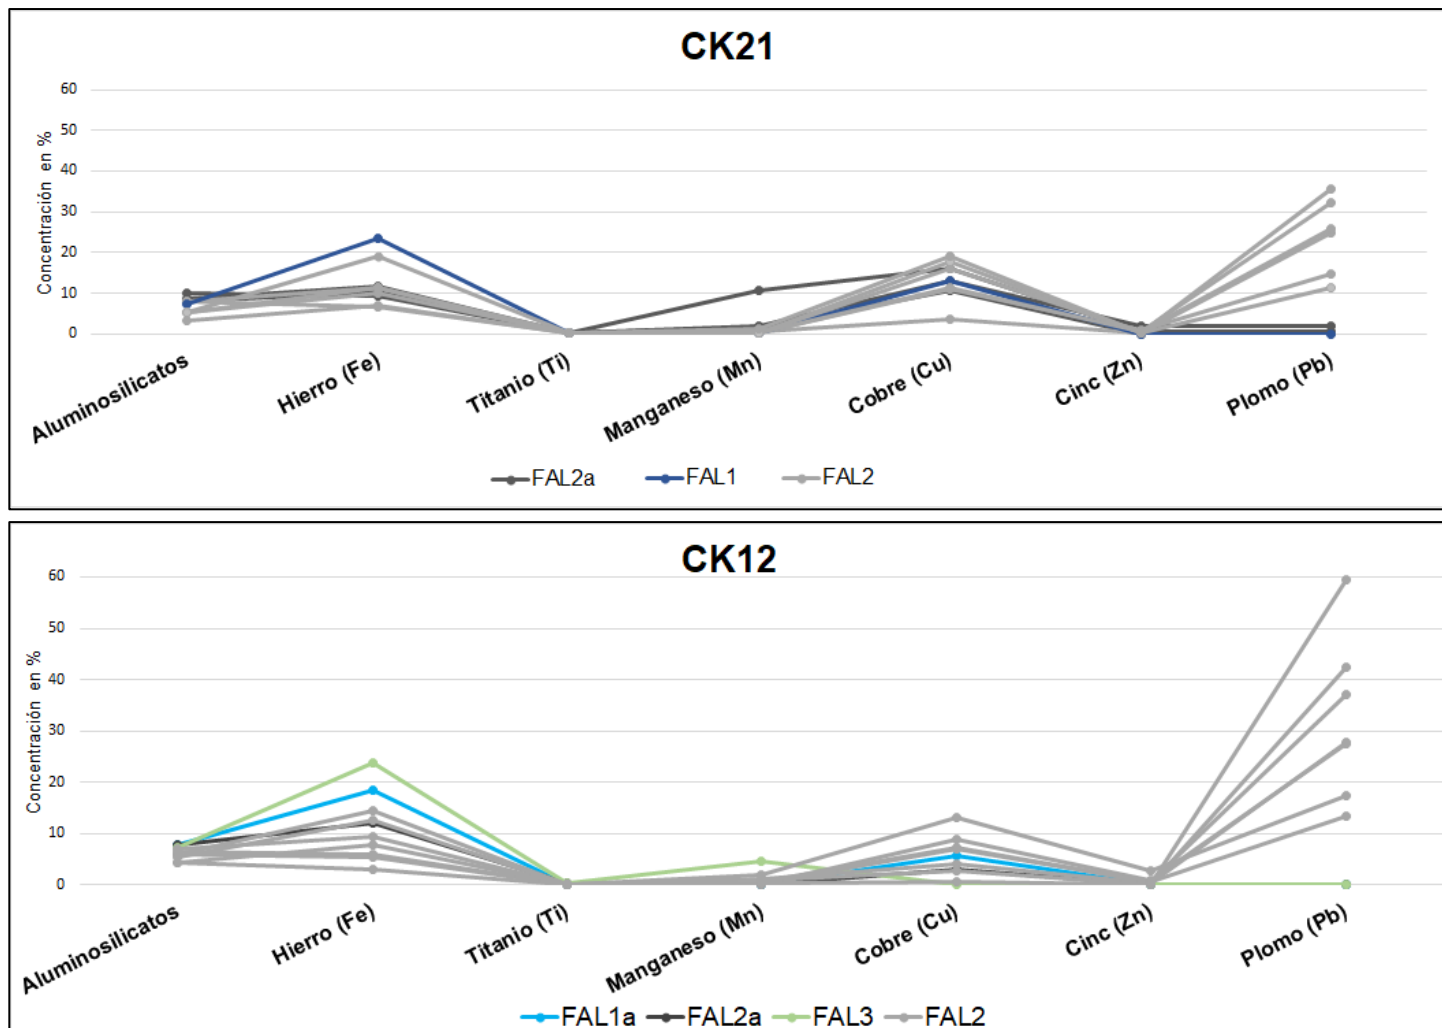 CK21
Concentración en %
60
50
40
30
20
10
0
Aluminosilicatos
Hierro (Fe)
Titanio (Ti)
Manganeso (Mn)
Cobre (Cu)
Cinc (Zn)
Plomo (Pb)
FAL2a FAL1 FAL2
CK12
Concentración en %
60
50
40
30
20
10
0
Aluminosilicatos
Hierro (Fe)
Titanio (Ti)
Manganeso (Mn)
Cobre (Cu)
Cinc (Zn)
Plomo (Pb)
FAL1a FAL2a FAL3 FAL2